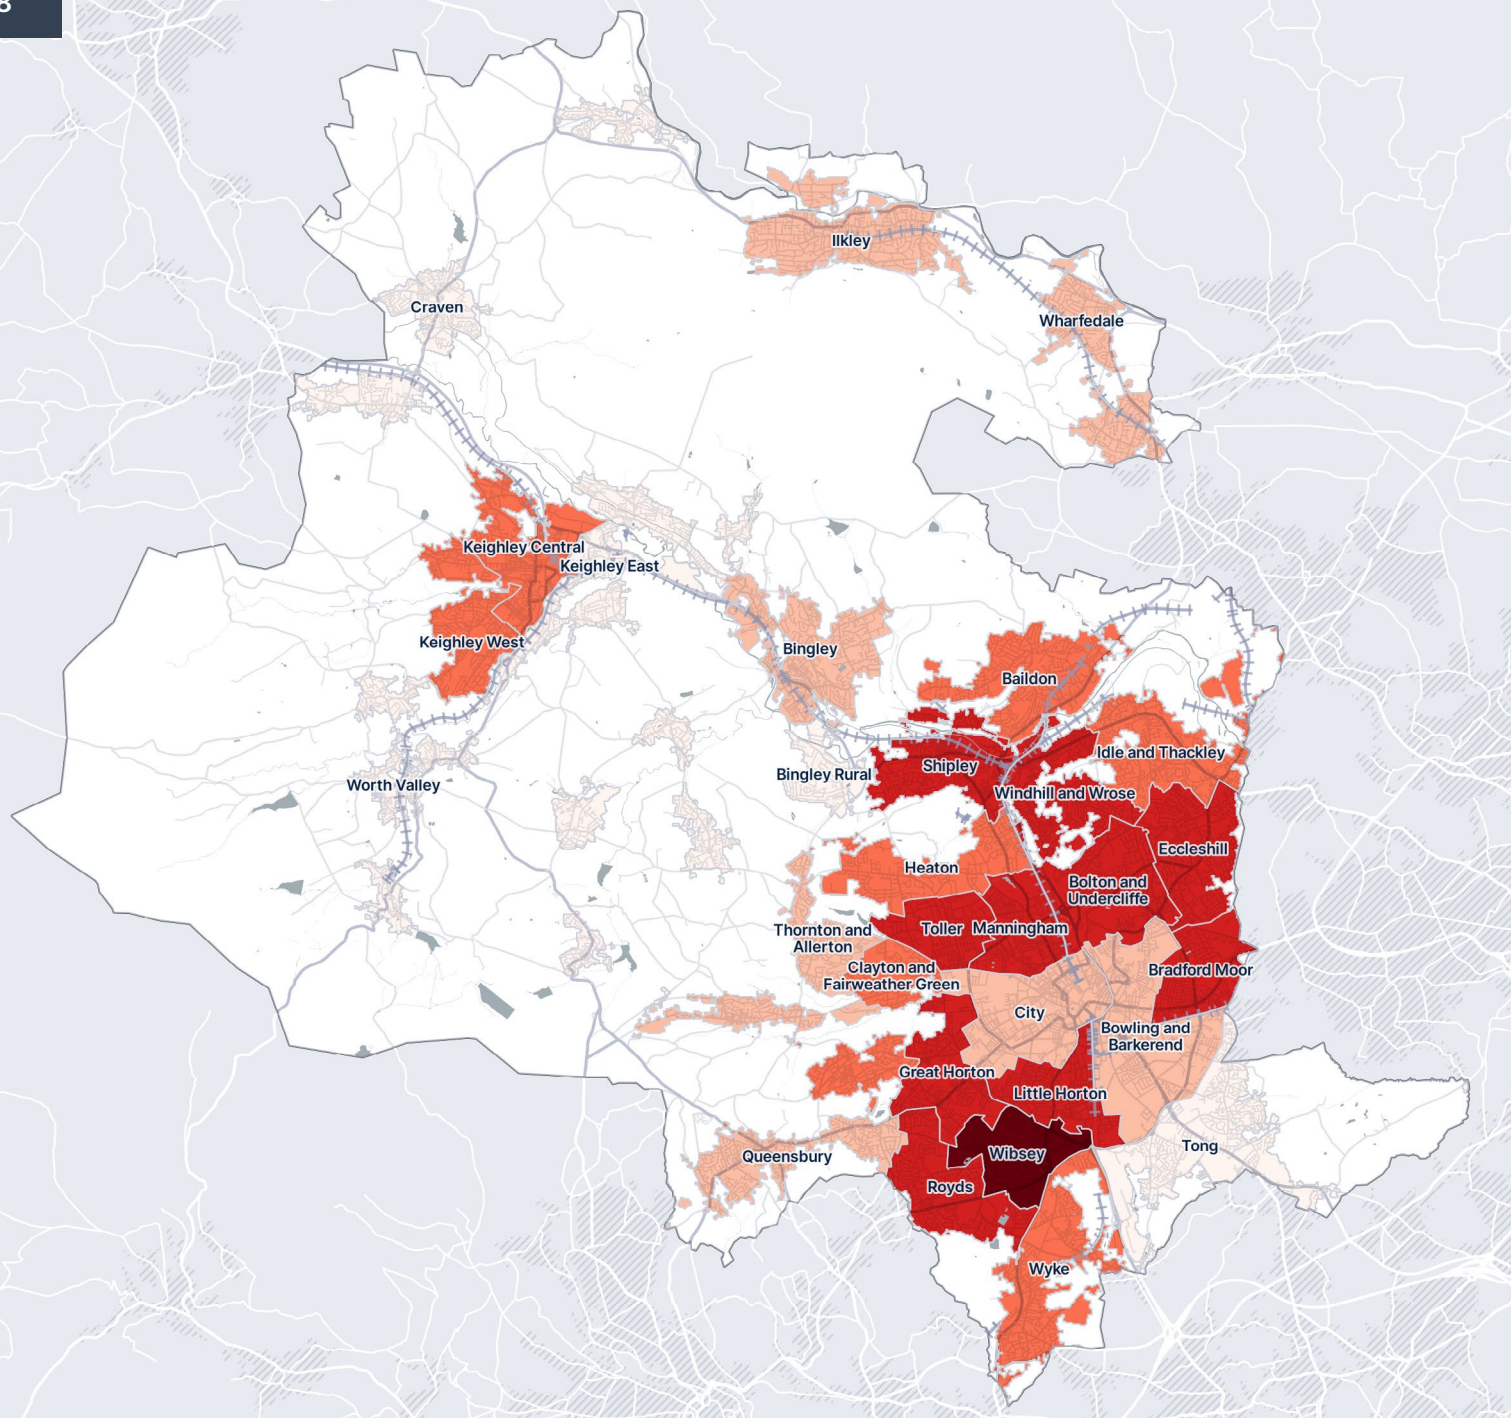 8
Ilkley
Craven
Wharfedale
Keighley Central
Keighley East
Keighley West
Bingley
Baildon
Idle and Thackley
Shipley
Bingley Rural
Worth Valley
Windhill and Wrose
Eccleshill
Heaton
Bolton and
Undercliffe
Toller
Manningham
Thornton and
Allerton
Clayton and
Fairweather Green
Bradford Moor
City
Bowling and
Barkerend
Great Horton
Little Horton
Tong
Wibsey
Queensbury
Royds
Wyke